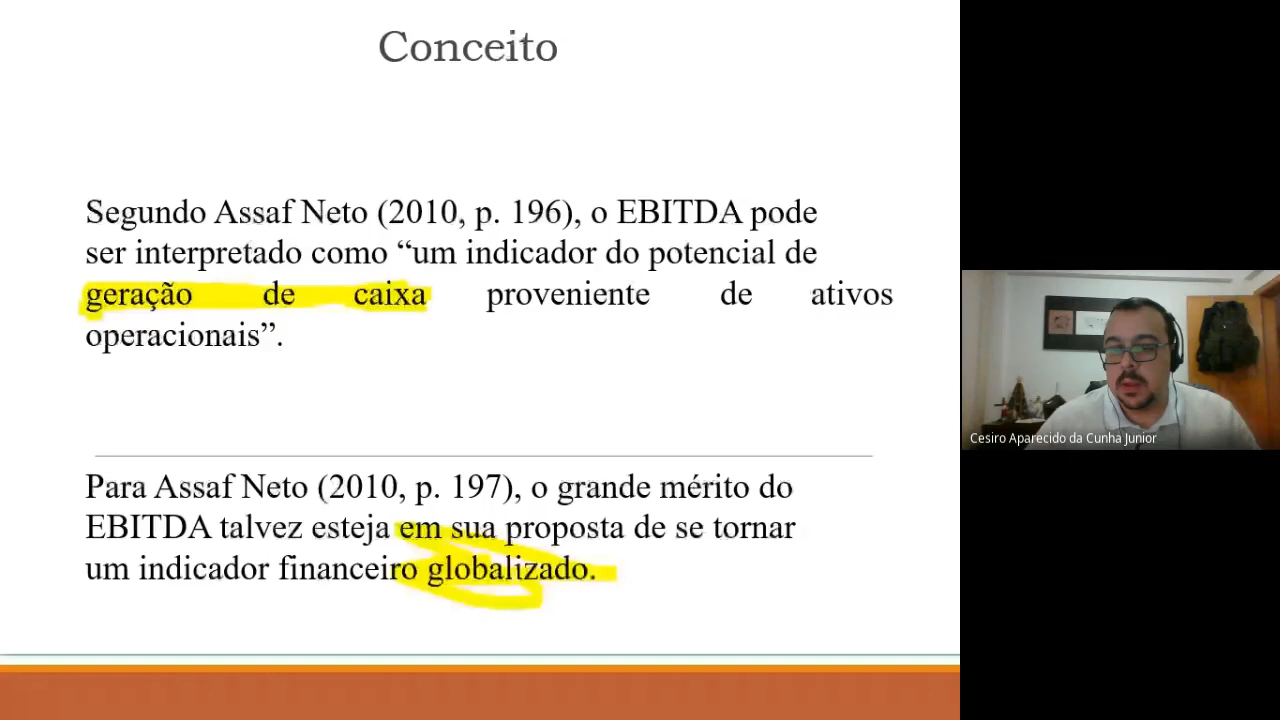 Conceito
Segundo Assaf Neto (2010, p. 196), o EBITDA pode
ser interpretado como “um indicador do potencial de
geração de caixa proveniente de ativos
operacionais”.
Para Assaf Neto (2010, p. 197), o grande mérito do
EBITDA talvez esteja em sua proposta de se tornar
um indicador financeiro globalizado.
Cesiro Aparecido da Cunha Junior